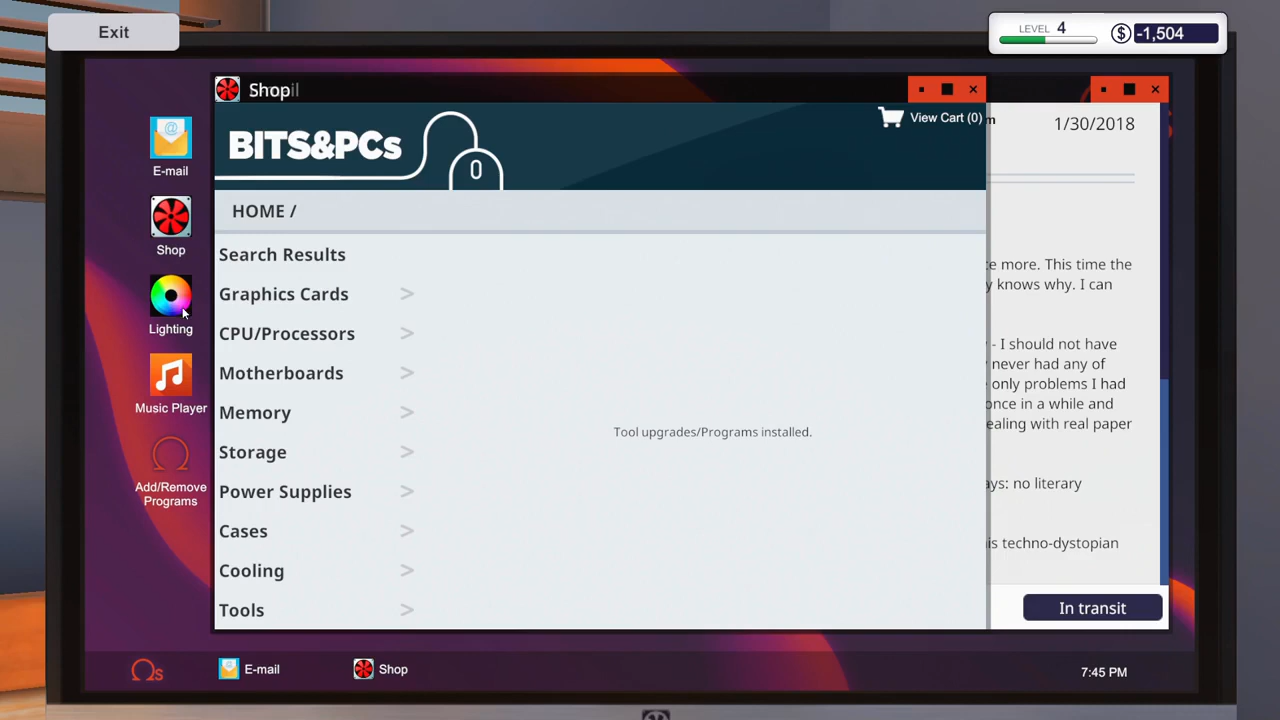 Exit
LEVEL 4
$ -1,504
Shop
BITS&PCs
View Cart (0)
1/30/2018
E-mail
HOME /
Shop
Search Results
Graphics Cards >
CPU/Processors >
Motherboards >
Memory >
Storage >
Power Supplies >
Cases >
Cooling >
Tools >
Tool upgrades/Programs installed.
Lighting
Music Player
Add/Remove
Programs
more. This time the
knows why. I can
- I should not have
never had any of
only problems I had
once in a while and
ealing with real paper
ays: no literary
is techno-dystopian
In transit
Ωs
E-mail
Shop
7:45 PM